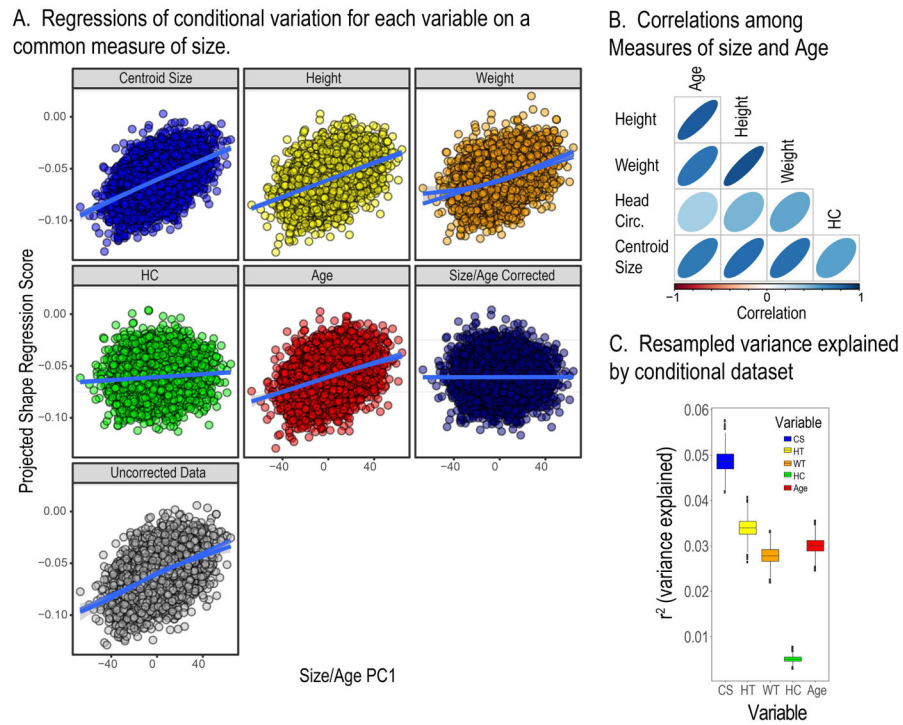 A. Regressions of conditional variation for each variable on a
common measure of size.
Centroid Size
Height
Weight
0.00
−0.05
−0.10
HC
Age
Size/Age Corrected
0.00
−0.05
−0.10
−40
0
40
−40
0
40
Uncorrected Data
0.00
−0.05
−0.10
−40
0
40
Projected Shape Regression Score
Size/Age PC1
B. Correlations among
Measures of size and Age
Age
Height
Weight
HC
Height
Weight
Head
Circ.
Centroid
Size
−1
0
1
Correlation
C. Resampled variance explained
by conditional dataset
0.06
0.05
0.04
0.03
0.02
0.01
r² (variance explained)
Variable
CS
HT
WT
HC
Age
CS HT WT HC Age
Variable